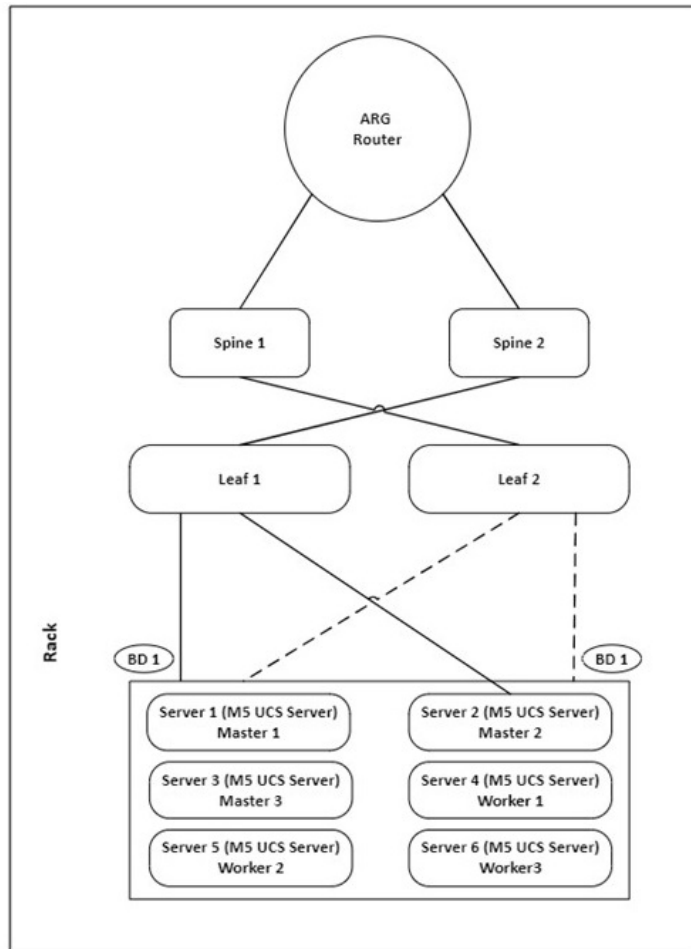 ARG
Router
Spine 1
Spine 2
Leaf 1
Leaf 2
Rack
BD 1
BD 1
Server 1 (M5 UCS Server)
Master 1
Server 2 (M5 UCS Server)
Master 2
Server 3 (M5 UCS Server)
Master 3
Server 4 (M5 UCS Server)
Worker 1
Server 5 (M5 UCS Server)
Worker 2
Server 6 (M5 UCS Server)
Worker3